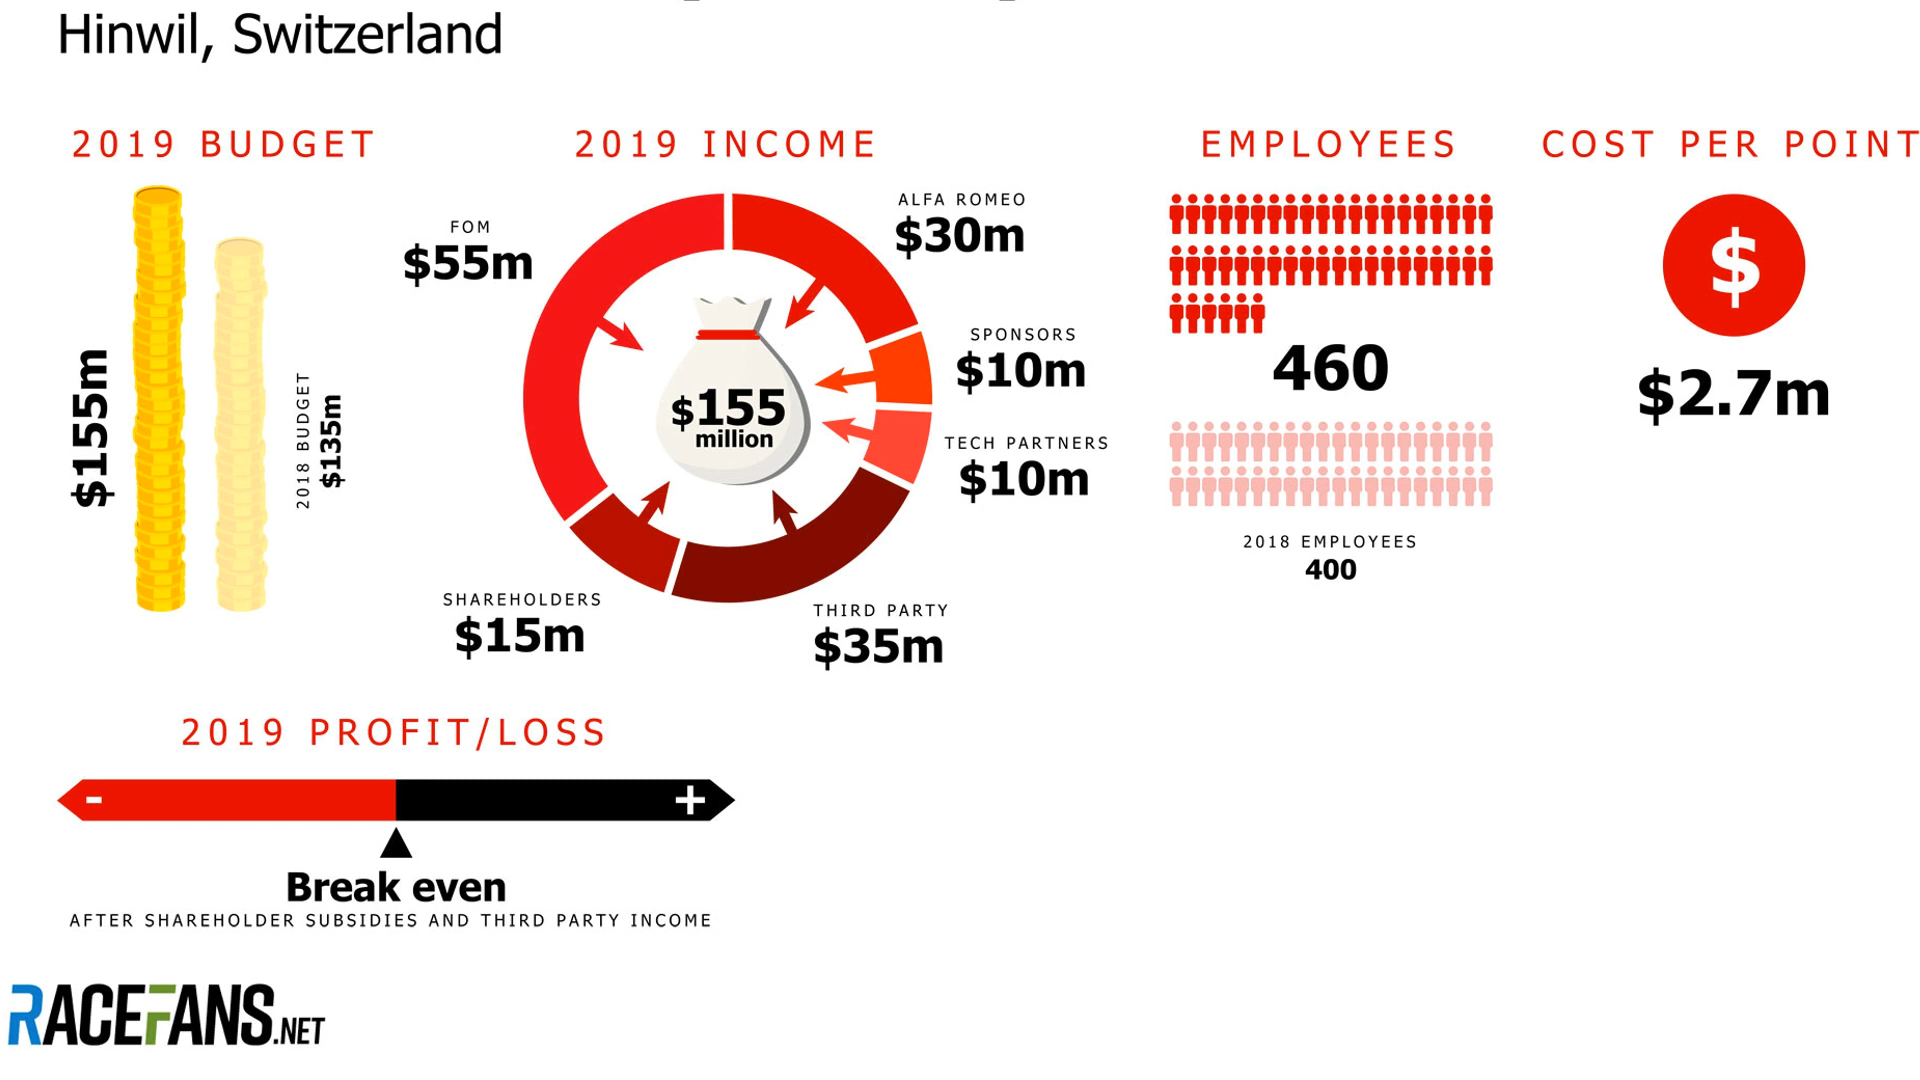 Hinwil, Switzerland
2019 BUDGET
$155m
2018 BUDGET
$135m
2019 INCOME
FOM
$55m
ALFA ROMEO
$30m
SPONSORS
$10m
TECH PARTNERS
$10m
THIRD PARTY
$35m
SHAREHOLDERS
$15m
$155
million
EMPLOYEES
460
2018 EMPLOYEES
400
COST PER POINT
$
$2.7m
2019 PROFIT/LOSS
- +
Break even
AFTER SHAREHOLDER SUBSIDIES AND THIRD PARTY INCOME
RACEFANS.NET